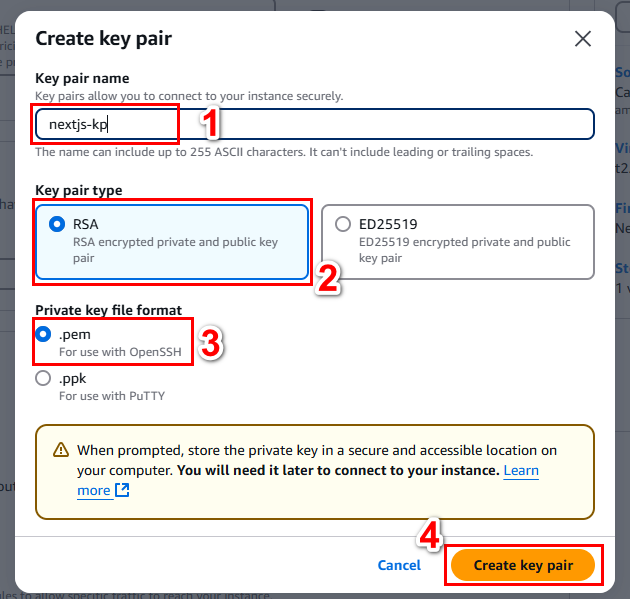 Create key pair
Key pair name
Key pairs allow you to connect to your instance securely.
nextjs-kp
1
The name can include up to 255 ASCII characters. It can't include leading or trailing spaces.
Key pair type
RSA
RSA encrypted private and public key
pair
ED25519
ED25519 encrypted private and public
key pair
2
Private key file format
.pem
For use with OpenSSH
3
.ppk
For use with PuTTY
When prompted, store the private key in a secure and accessible location on
your computer. You will need it later to connect to your instance. Learn
more
4
Cancel
Create key pair